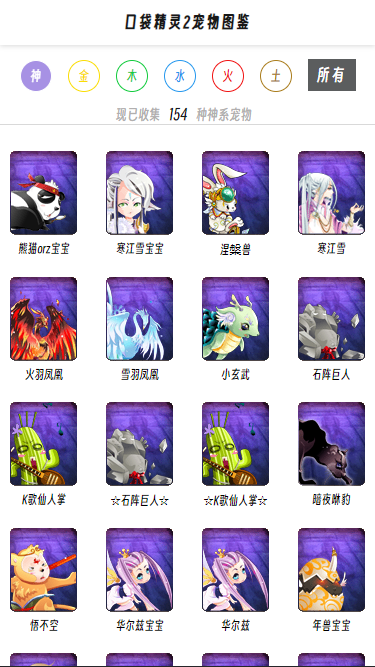 口袋精灵2宠物图鉴
神 金 木 水 火 土 所有
现已收集 154 种神系宠物
熊猫orz宝宝 寒江雪宝宝 涅槃兽 寒江雪
火羽凤凰 雪羽凤凰 小玄武 石阵巨人
K歌仙人掌 ☆石阵巨人☆ ☆K歌仙人掌☆ 暗夜咻豹
悟不空 华尔兹宝宝 华尔兹 年兽宝宝